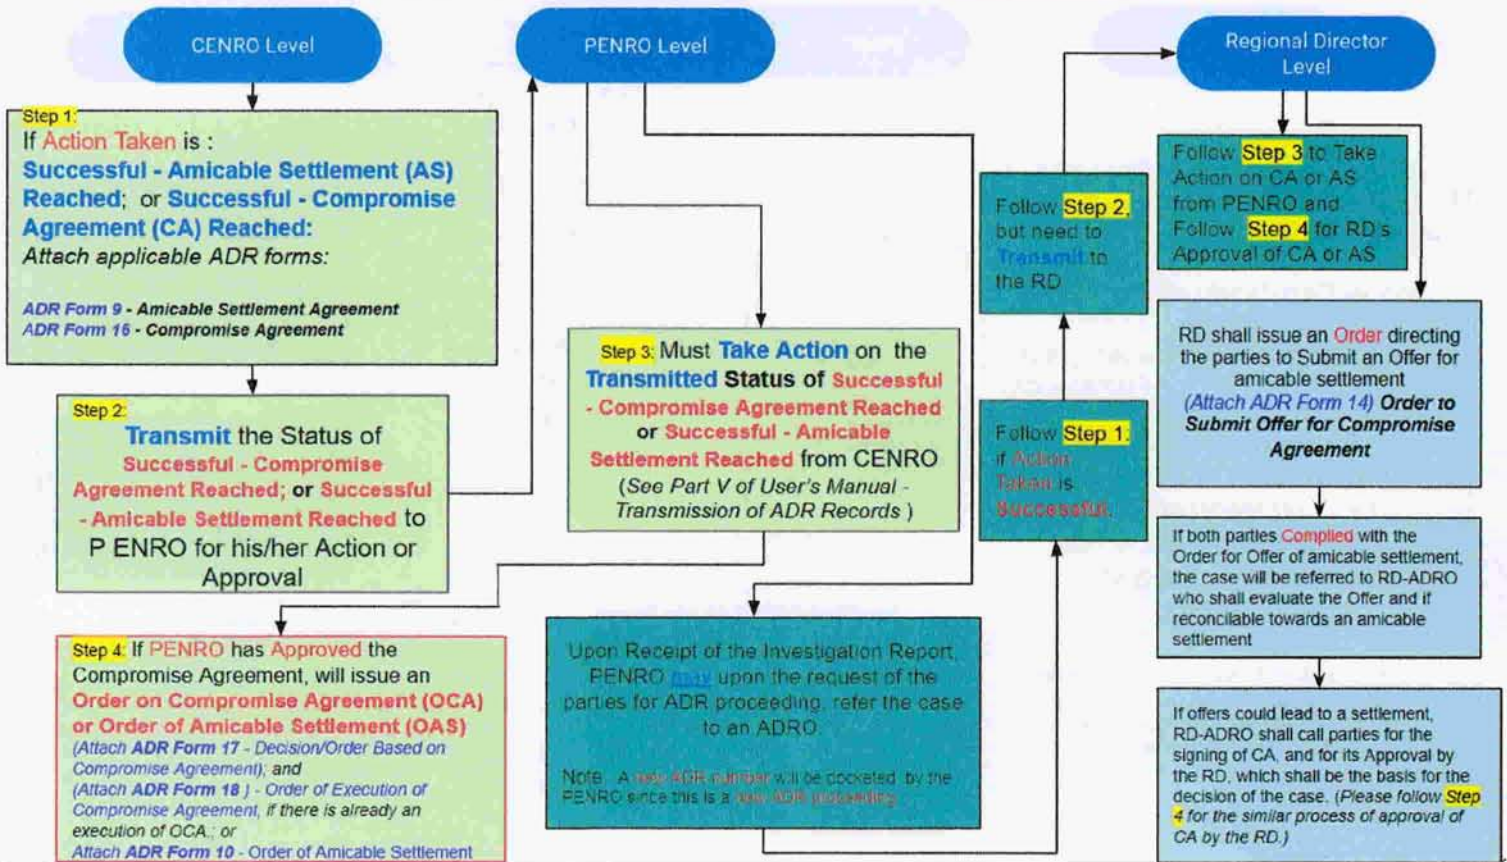 CENRO Level
Step 1:
If Action Taken is :
Successful - Amicable Settlement (AS)
Reached; or Successful - Compromise
Agreement (CA) Reached:
Attach applicable ADR forms:
ADR Form 9 - Amicable Settlement Agreement
ADR Form 16 - Compromise Agreement
Step 2:
Transmit the Status of
Successful - Compromise
Agreement Reached; or Successful
- Amicable Settlement Reached to
P ENRO for his/her Action or
Approval
PENRO Level
Step 3: Must Take Action on the
Transmitted Status of Successful
- Compromise Agreement Reached
or Successful - Amicable
Settlement Reached from CENRO
(See Part V of User's Manual -
Transmission of ADR Records )
Step 4: If PENRO has Approved the
Compromise Agreement, will issue an
Order on Compromise Agreement (OCA)
or Order of Amicable Settlement (OAS)
(Attach ADR Form 17 - Decision/Order Based on
Compromise Agreement); and
(Attach ADR Form 18 ) - Order of Execution of
Compromise Agreement, if there is already an
execution of OCA.; or
Attach ADR Form 10 - Order of Amicable Settlement
Upon Receipt of the Investigation Report,
PENRO may upon the request of the
parties for ADR proceeding, refer the case
to an ADRO.
Note: A new ADR number will be docketed by the
PENRO since this is a new ADR proceeding
Follow Step 1:
if Action
Taken is
Successful.
Follow Step 2,
but need to
Transmit to
the RD
Regional Director
Level
Follow Step 3 to Take
Action on CA or AS
from PENRO and
Follow Step 4 for RD's
Approval of CA or AS
RD shall issue an Order directing
the parties to Submit an Offer for
amicable settlement
(Attach ADR Form 14) Order to
Submit Offer for Compromise
Agreement
If both parties Complied with the
Order for Offer of amicable settlement,
the case will be referred to RD-ADRO
who shall evaluate the Offer and if
reconcilable towards an amicable
settlement
If offers could lead to a settlement,
RD-ADRO shall call parties for the
signing of CA, and for its Approval by
the RD, which shall be the basis for the
decision of the case. (Please follow Step
4 for the similar process of approval of
CA by the RD.)